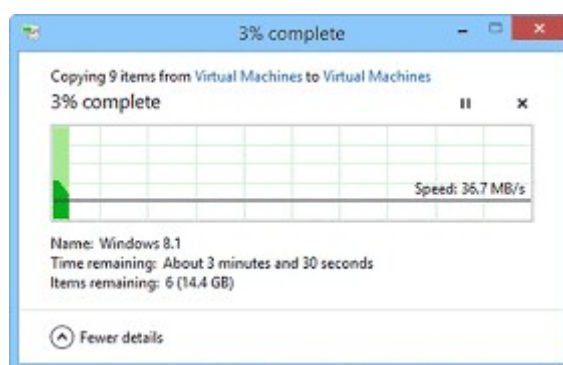 3% complete
Copying 9 items from Virtual Machines to Virtual Machines
3% complete
Speed: 36.7 MB/s
Name: Windows 8.1
Time remaining: About 3 minutes and 30 seconds
Items remaining: 6 (14.4 GB)
Fewer details